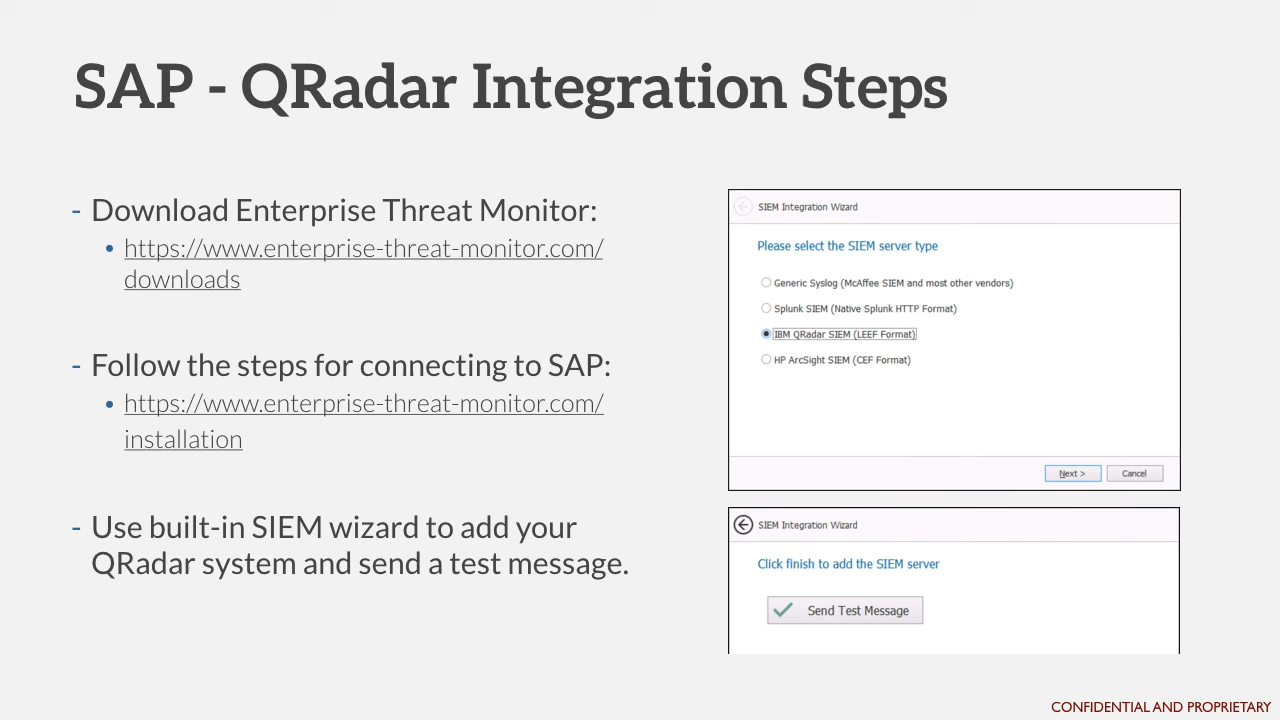 SAP - QRadar Integration Steps
- Download Enterprise Threat Monitor:
• https://www.enterprise-threat-monitor.com/
downloads
- Follow the steps for connecting to SAP:
• https://www.enterprise-threat-monitor.com/
installation
- Use built-in SIEM wizard to add your
QRadar system and send a test message.
SIEM Integration Wizard
Please select the SIEM server type
Generic Syslog (McAffee SIEM and most other vendors)
Splunk SIEM (Native Splunk HTTP Format)
IBM QRadar SIEM (LEEF Format)
HP ArcSight SIEM (CEF Format)
Next >
Cancel
SIEM Integration Wizard
Click finish to add the SIEM server
Send Test Message
CONFIDENTIAL AND PROPRIETARY